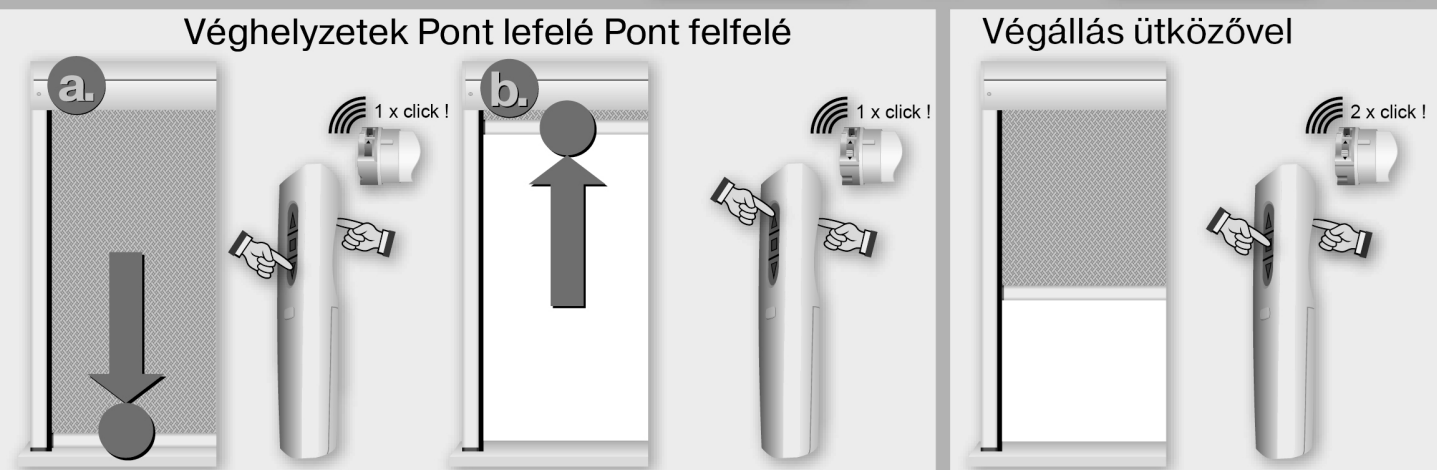 Véghelyzetek Pont lefelé Pont felfelé
a.
1 x click !
b.
1 x click !
Végállás ütközővel
2 x click !